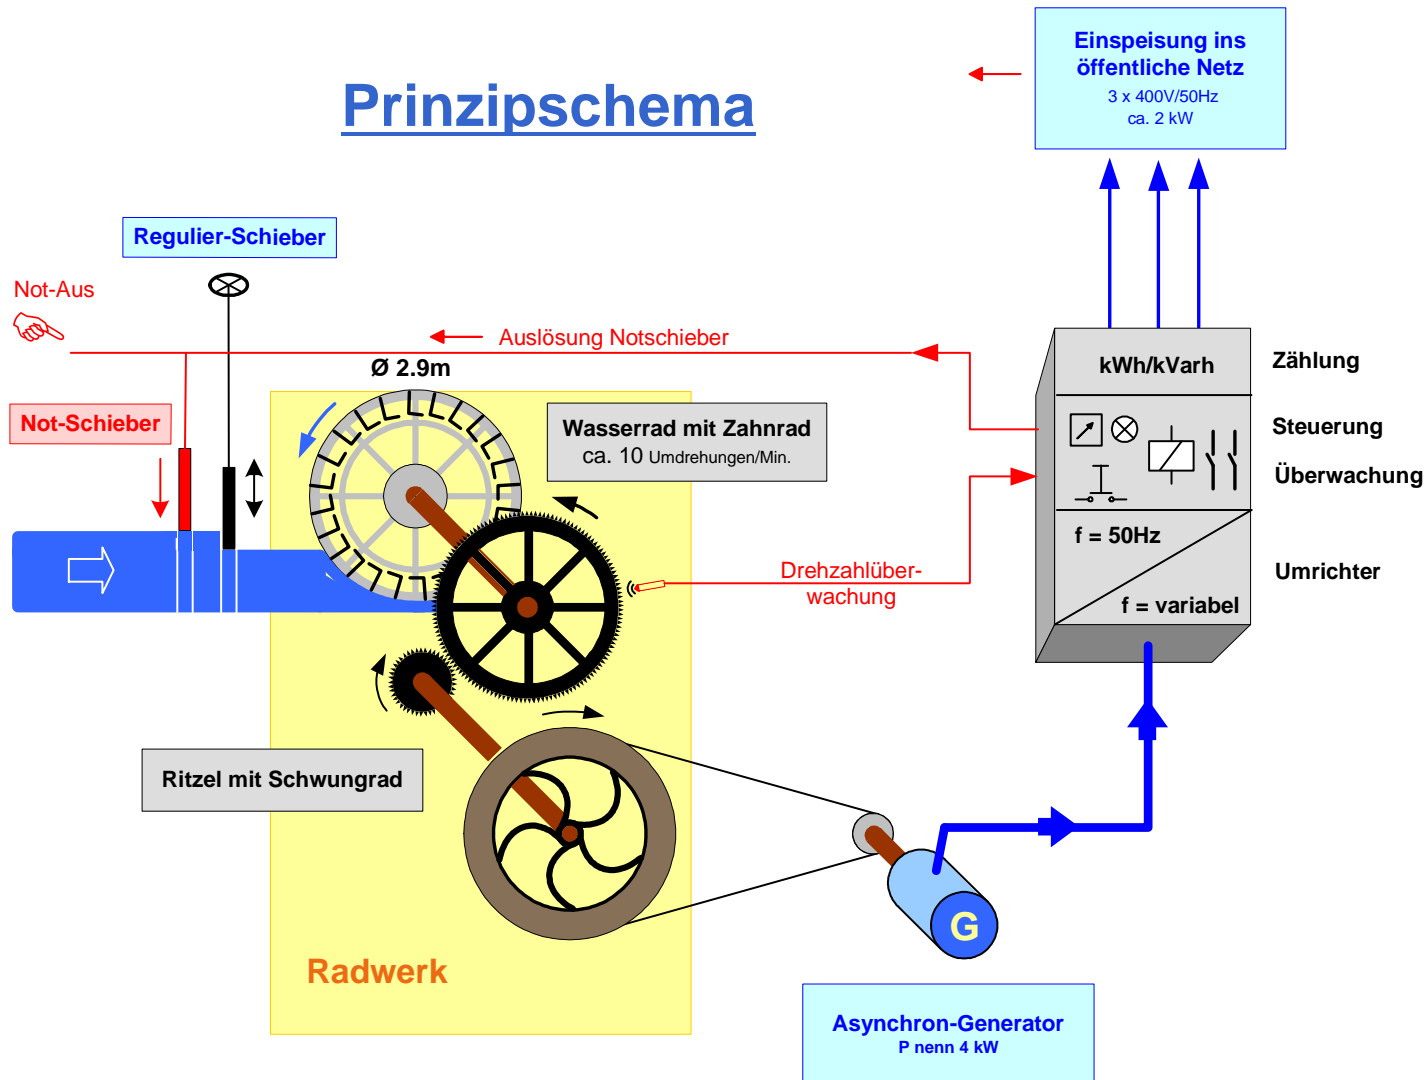 Einspeisung ins
öffentliche Netz
3 x 400V/50Hz
ca. 2 kW
Prinzipschema
Regulier-Schieber
Not-Aus
Auslösung Notschieber
Ø 2.9m
kWh/kVarh
Zählung
Not-Schieber
Wasserrad mit Zahnrad
ca. 10 Umdrehungen/Min.
Steuerung
Überwachung
f = 50Hz
Drehzahlüber-
wachung
Umrichter
f = variabel
Ritzel mit Schwungrad
G
Radwerk
Asynchron-Generator
P nenn 4 kW